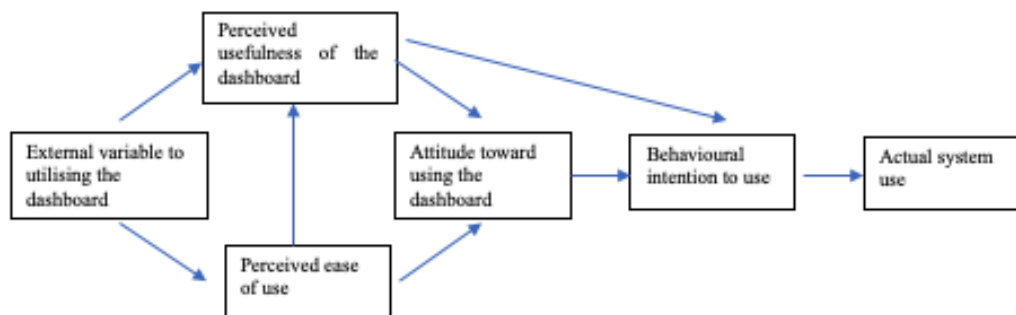 Perceived
usefulness of the
dashboard
External variable to
utilising the
dashboard
Attitude toward
using the
dashboard
Behavioural
intention to use
Actual system
use
Perceived ease
of use